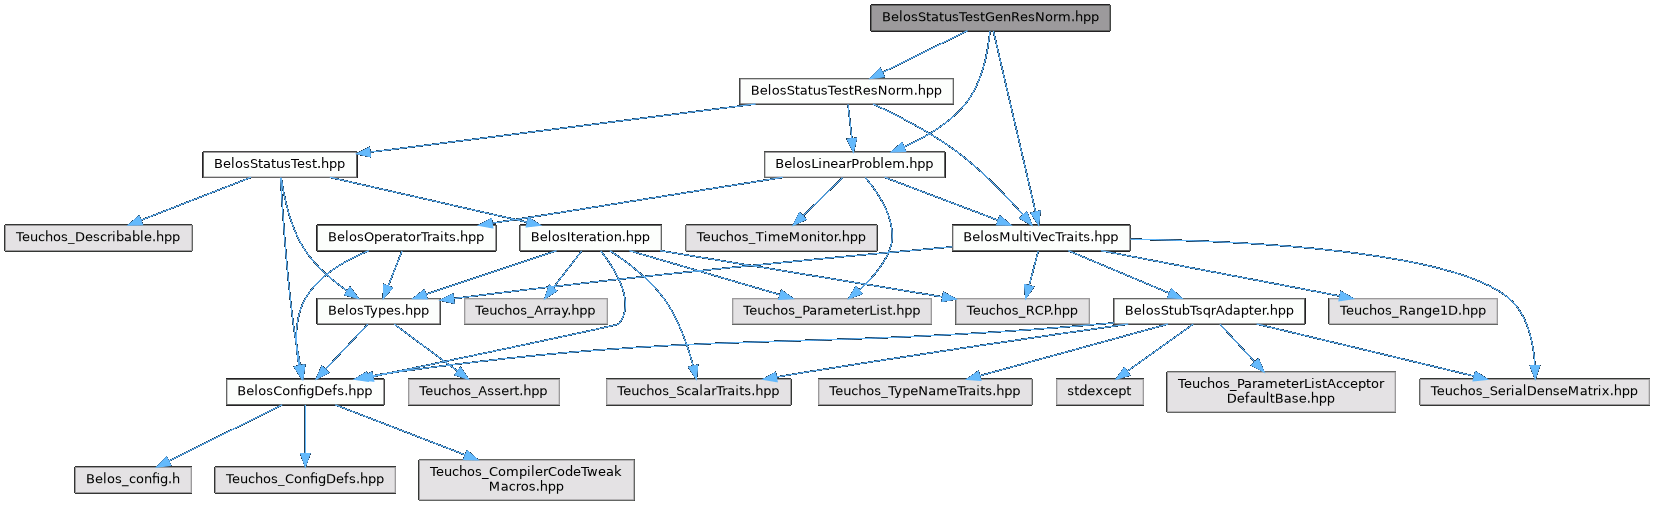 BelosStatusTestGenResNorm.hpp
BelosStatusTestResNorm.hpp
BelosStatusTest.hpp
BelosLinearProblem.hpp
Teuchos_Describable.hpp
BelosOperatorTraits.hpp
BelosIteration.hpp
Teuchos_TimeMonitor.hpp
BelosMultiVecTraits.hpp
BelosTypes.hpp
Teuchos_Array.hpp
Teuchos_ParameterList.hpp
Teuchos_RCP.hpp
BelosStubTsqrAdapter.hpp
Teuchos_Range1D.hpp
BelosConfigDefs.hpp
Teuchos_Assert.hpp
Teuchos_ScalarTraits.hpp
Teuchos_TypeNameTraits.hpp
stdexcept
Teuchos_ParameterListAcceptor
DefaultBase.hpp
Teuchos_SerialDenseMatrix.hpp
Belos_config.h
Teuchos_ConfigDefs.hpp
Teuchos_CompilerCodeTweak
Macros.hpp